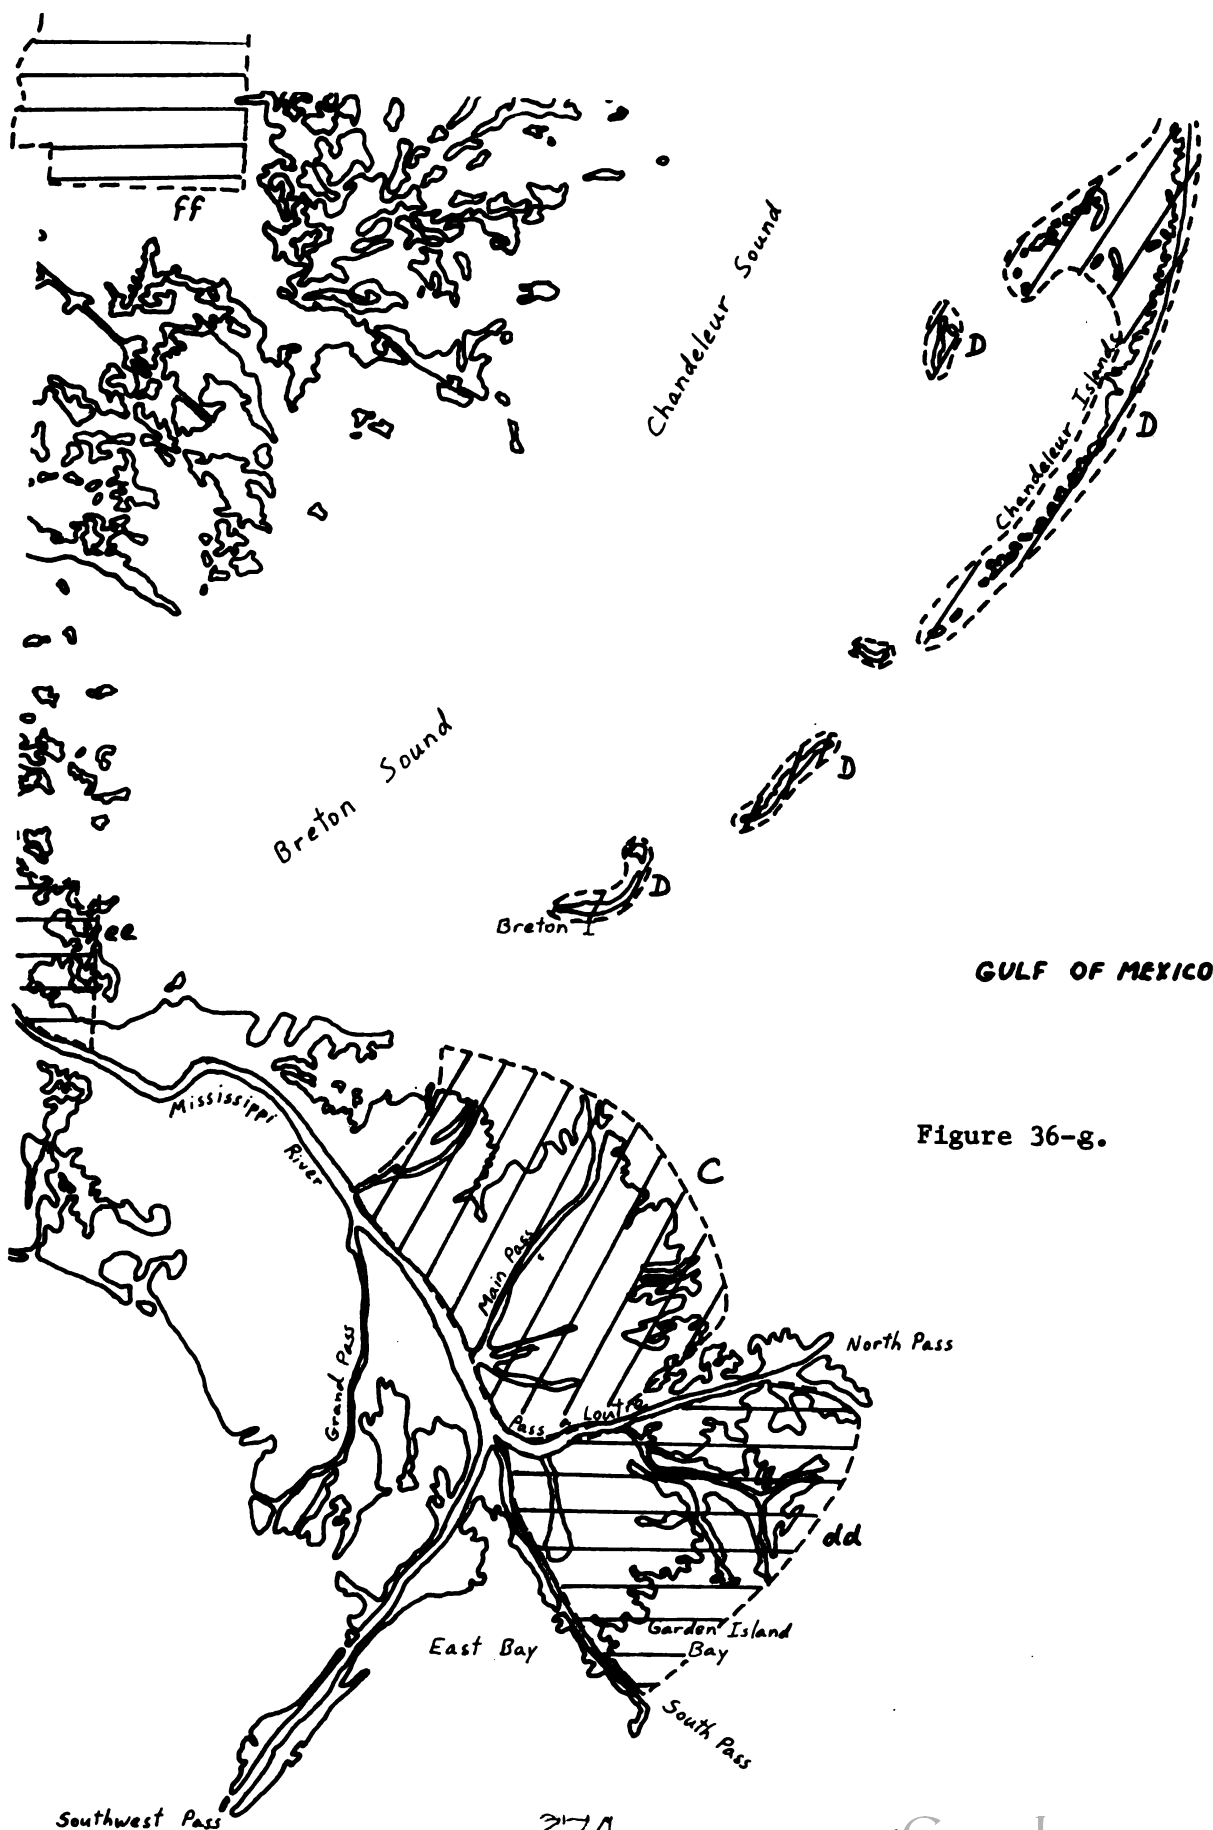 ff
Chandeleur Sound
D
Chandeleur Islands
D
Breton Sound
D
D
Breton I
ee
GULF OF MEXICO
Mississippi
River
Figure 36-g.
C
Main Pass
Grand Pass
North Pass
Pass a Loutre
dd
Garden Island
Bay
East Bay
South Pass
Southwest Pass